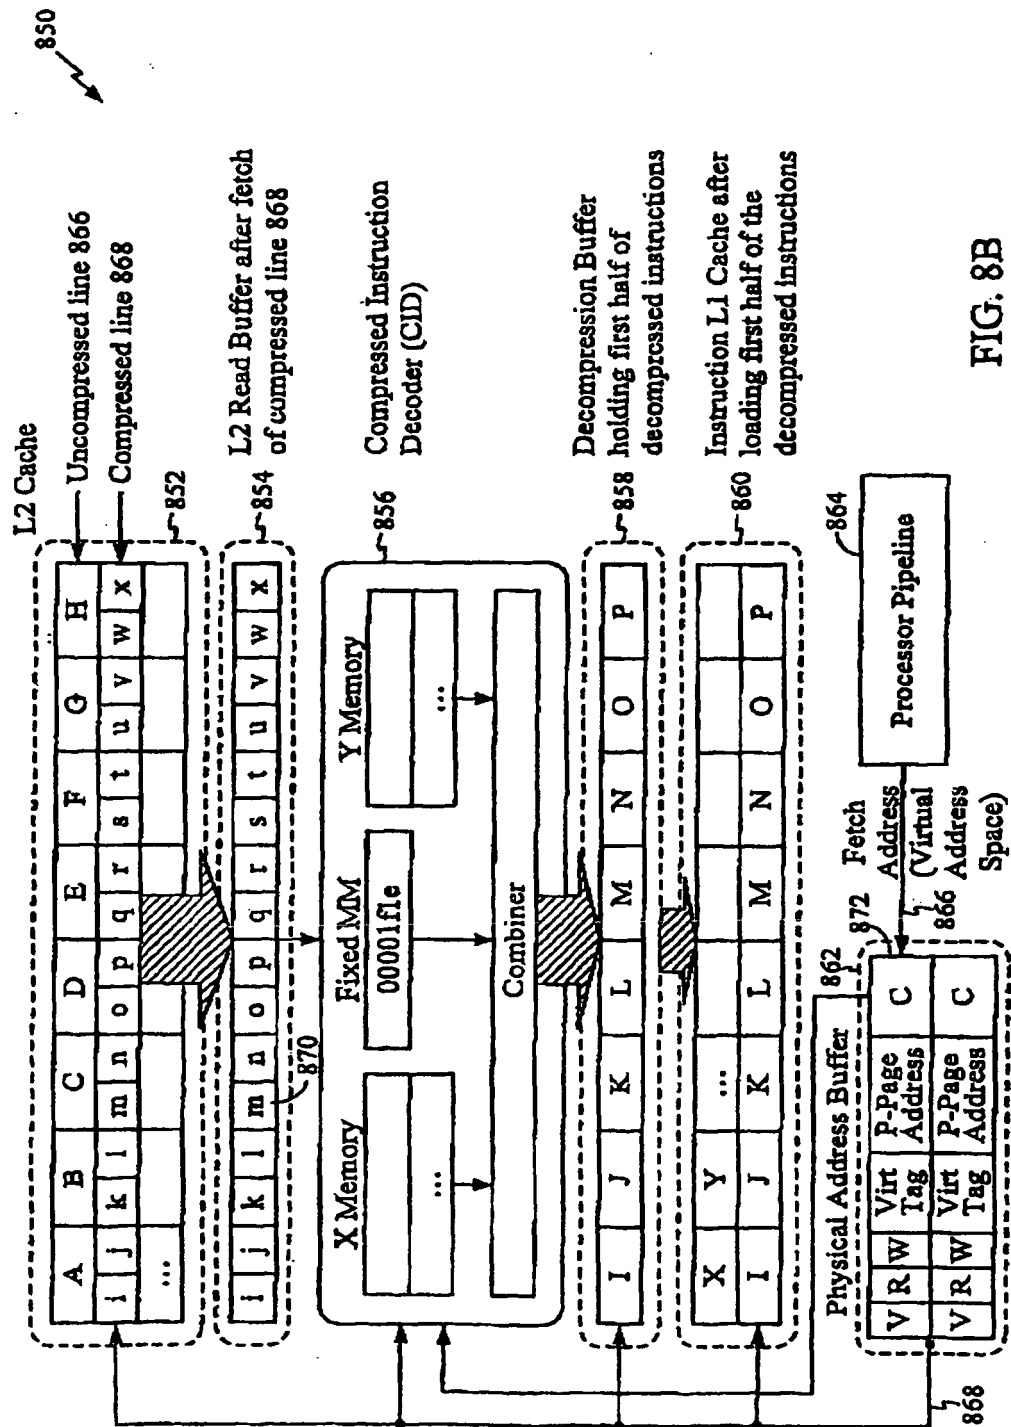 850
L2 Cache
Uncompressed line 866
Compressed line 868
A B C D E F G H
i j k l m n o p q r s t u v w x
...
852
L2 Read Buffer after fetch
of compressed line 868
854
i j k l m n o p q r s t u v w x
870
Compressed Instruction
Decoder (CID)
856
X Memory
...
Fixed MM
00001f1e
Y Memory
...
Combiner
Decompression Buffer
holding first half of
decompressed instructions
858
I J K L M N O P
Instruction L1 Cache after
loading first half of the
decompressed instructions
860
X Y ...
I J K L M N O P
Physical Address Buffer
862
872
V R W Virt Tag P-Page Address C
V R W Virt Tag P-Page Address C
868
Fetch
Address
(Virtual
Address
Space)
866
864
Processor Pipeline
FIG. 8B